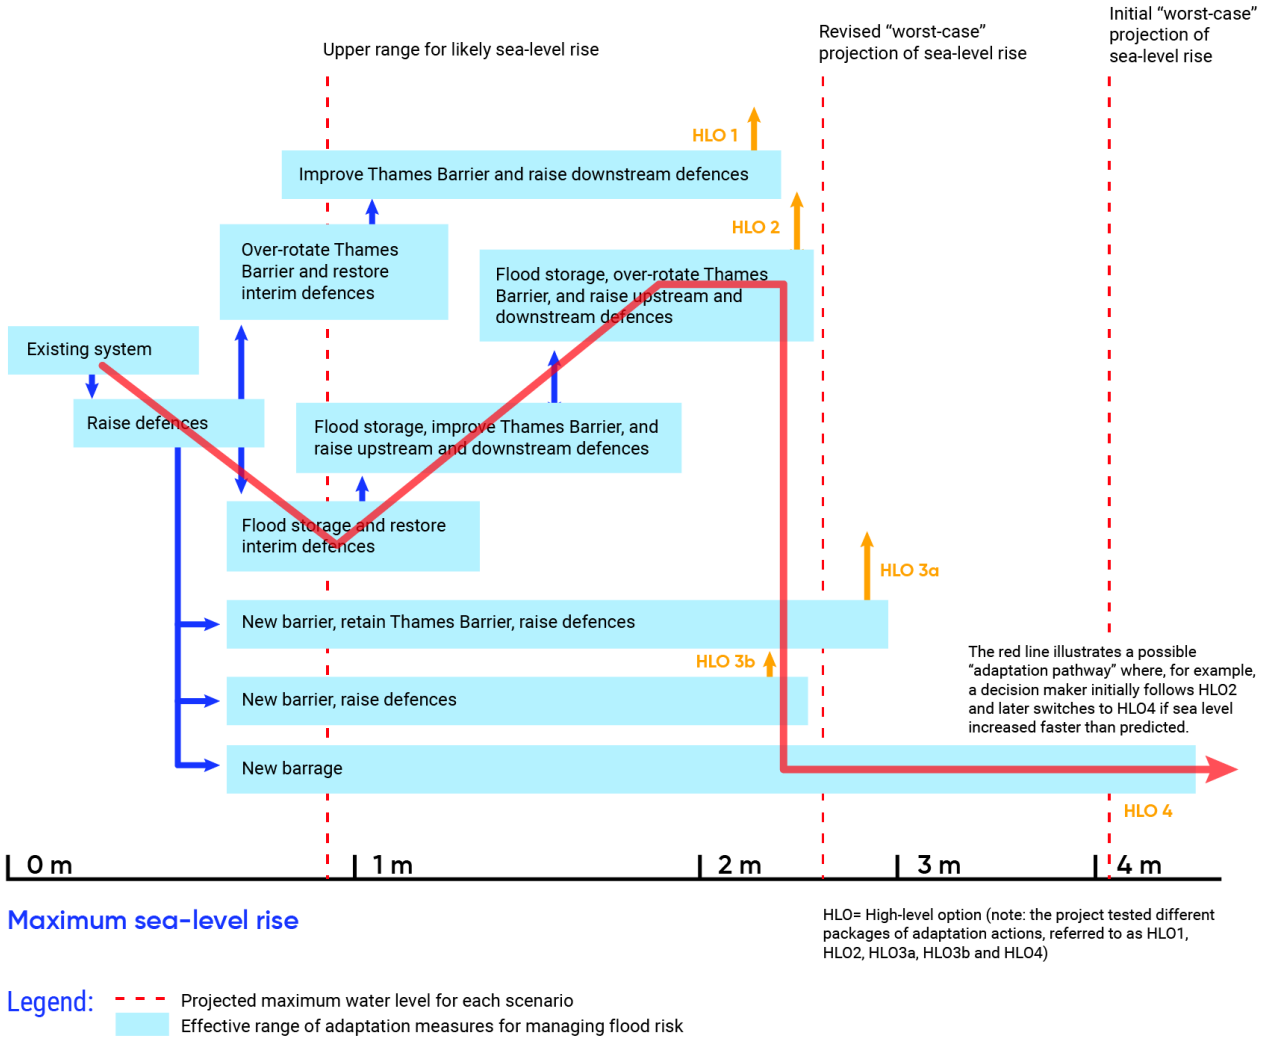 Upper range for likely sea-level rise
Revised “worst-case”
projection of sea-level rise
Initial “worst-case”
projection of
sea-level rise
HLO 1
Improve Thames Barrier and raise downstream defences
HLO 2
Over-rotate Thames
Barrier and restore
interim defences
Flood storage, over-rotate Thames
Barrier, and raise upstream and
downstream defences
Existing system
Raise defences
Flood storage, improve Thames Barrier, and
raise upstream and downstream defences
Flood storage and restore
interim defences
HLO 3a
New barrier, retain Thames Barrier, raise defences
HLO 3b
New barrier, raise defences
The red line illustrates a possible
“adaptation pathway” where, for example,
a decision maker initially follows HLO2
and later switches to HLO4 if sea level
increased faster than predicted.
New barrage
HLO 4
0 m 1 m 2 m 3 m 4 m
Maximum sea-level rise
HLO= High-level option (note: the project tested different
packages of adaptation actions, referred to as HLO1,
HLO2, HLO3a, HLO3b and HLO4)
Legend:
Projected maximum water level for each scenario
Effective range of adaptation measures for managing flood risk